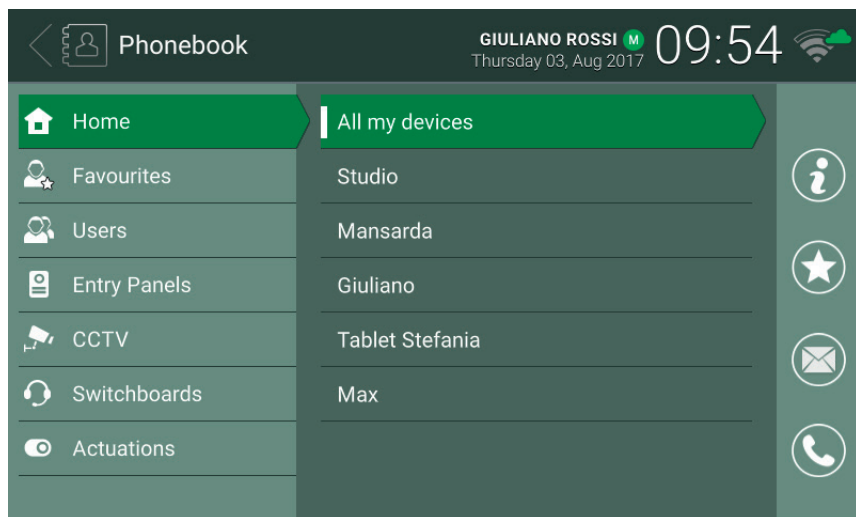 Phonebook
GIULIANO ROSSI M
Thursday 03, Aug 2017
09:54
Home
Favourites
Users
Entry Panels
CCTV
Switchboards
Actuations
All my devices
Studio
Mansarda
Giuliano
Tablet Stefania
Max
i